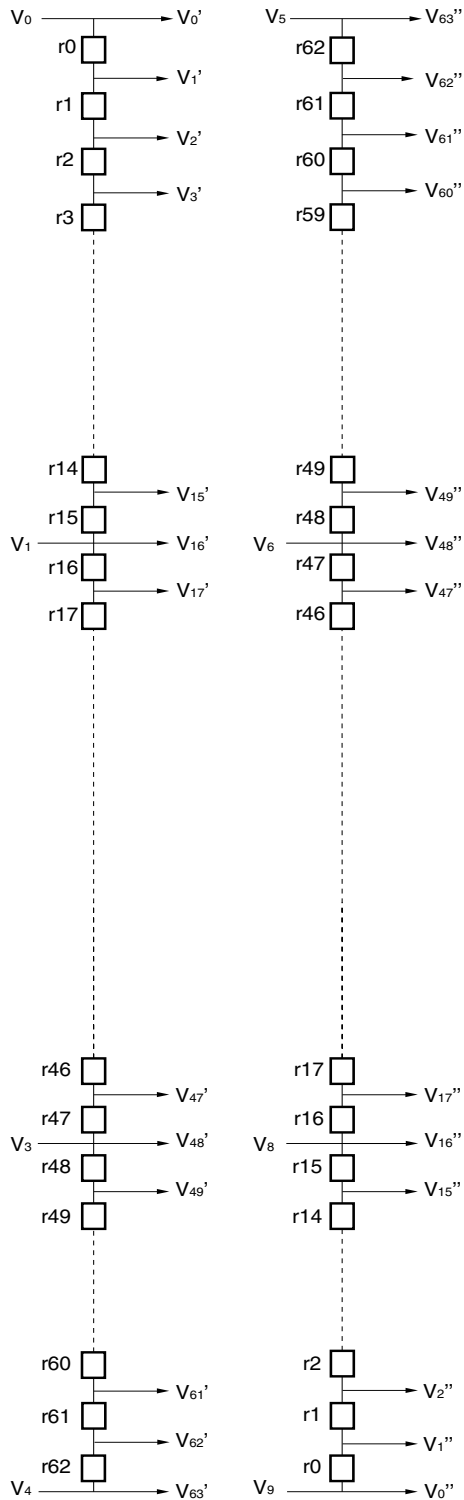 V0 V0'
r0
V1'
r1
V2'
r2
V3'
r3
r14
V15'
r15
V1 V16'
r16
V17'
r17
r46
V47'
r47
V3 V48'
r48
V49'
r49
r60
V61'
r61
V62'
r62
V4 V63'
V5 V63''
r62
V62''
r61
V61''
r60
V60''
r59
r49
V49''
r48
V6 V48''
r47
V47''
r46
r17
V17''
r16
V8 V16''
r15
V15''
r14
r2
V2''
r1
V1''
r0
V9 V0''